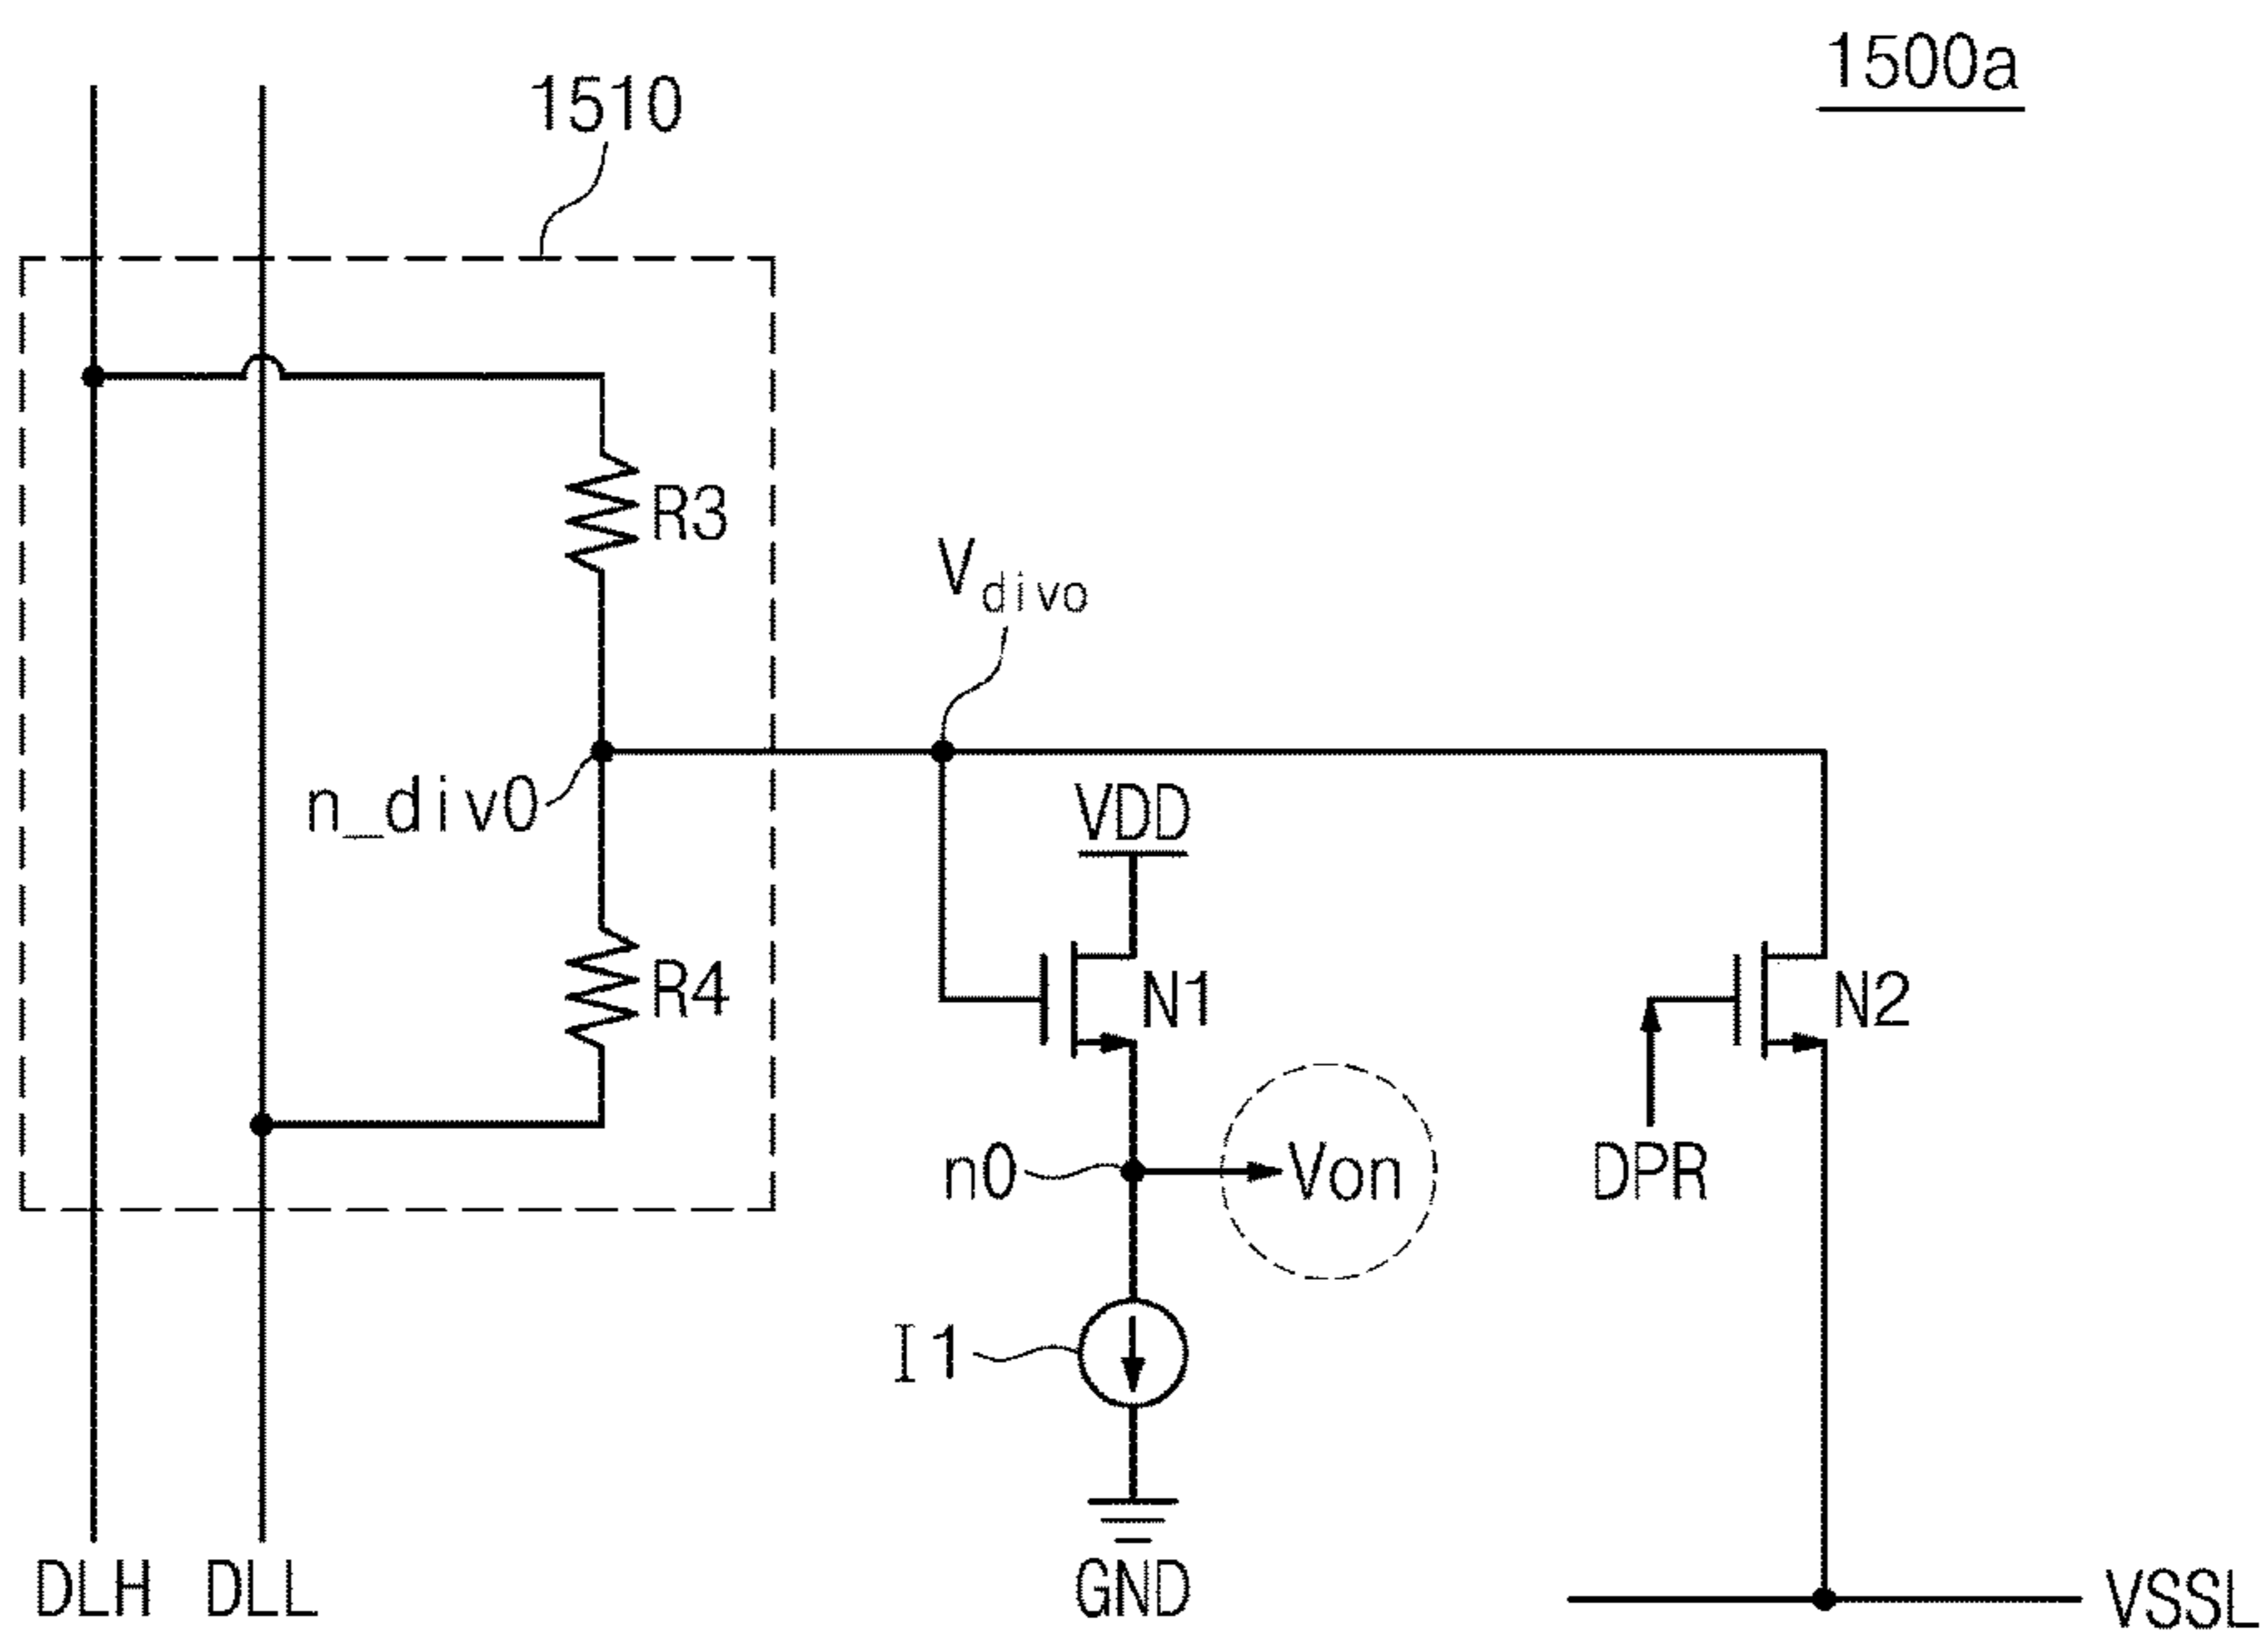 1500a
1510
R3
Vdivo
n_div0
VDD
R4
N1
N2
n0
Von
DPR
I1
DLH
DLL
GND
VSSL